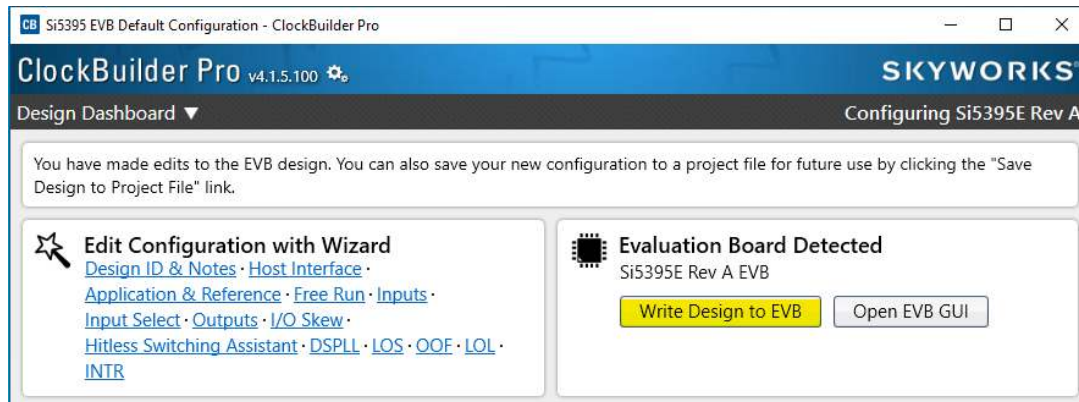 CB Si5395 EVB Default Configuration - ClockBuilder Pro
ClockBuilder Pro v4.1.5.100
SKYWORKS
Design Dashboard ▼
Configuring Si5395E Rev A
You have made edits to the EVB design. You can also save your new configuration to a project file for future use by clicking the "Save
Design to Project File" link.
Edit Configuration with Wizard
Design ID & Notes · Host Interface ·
Application & Reference · Free Run · Inputs ·
Input Select · Outputs · I/O Skew ·
Hitless Switching Assistant · DSPLL · LOS · OOF · LOL ·
INTR
Evaluation Board Detected
Si5395E Rev A EVB
Write Design to EVB
Open EVB GUI